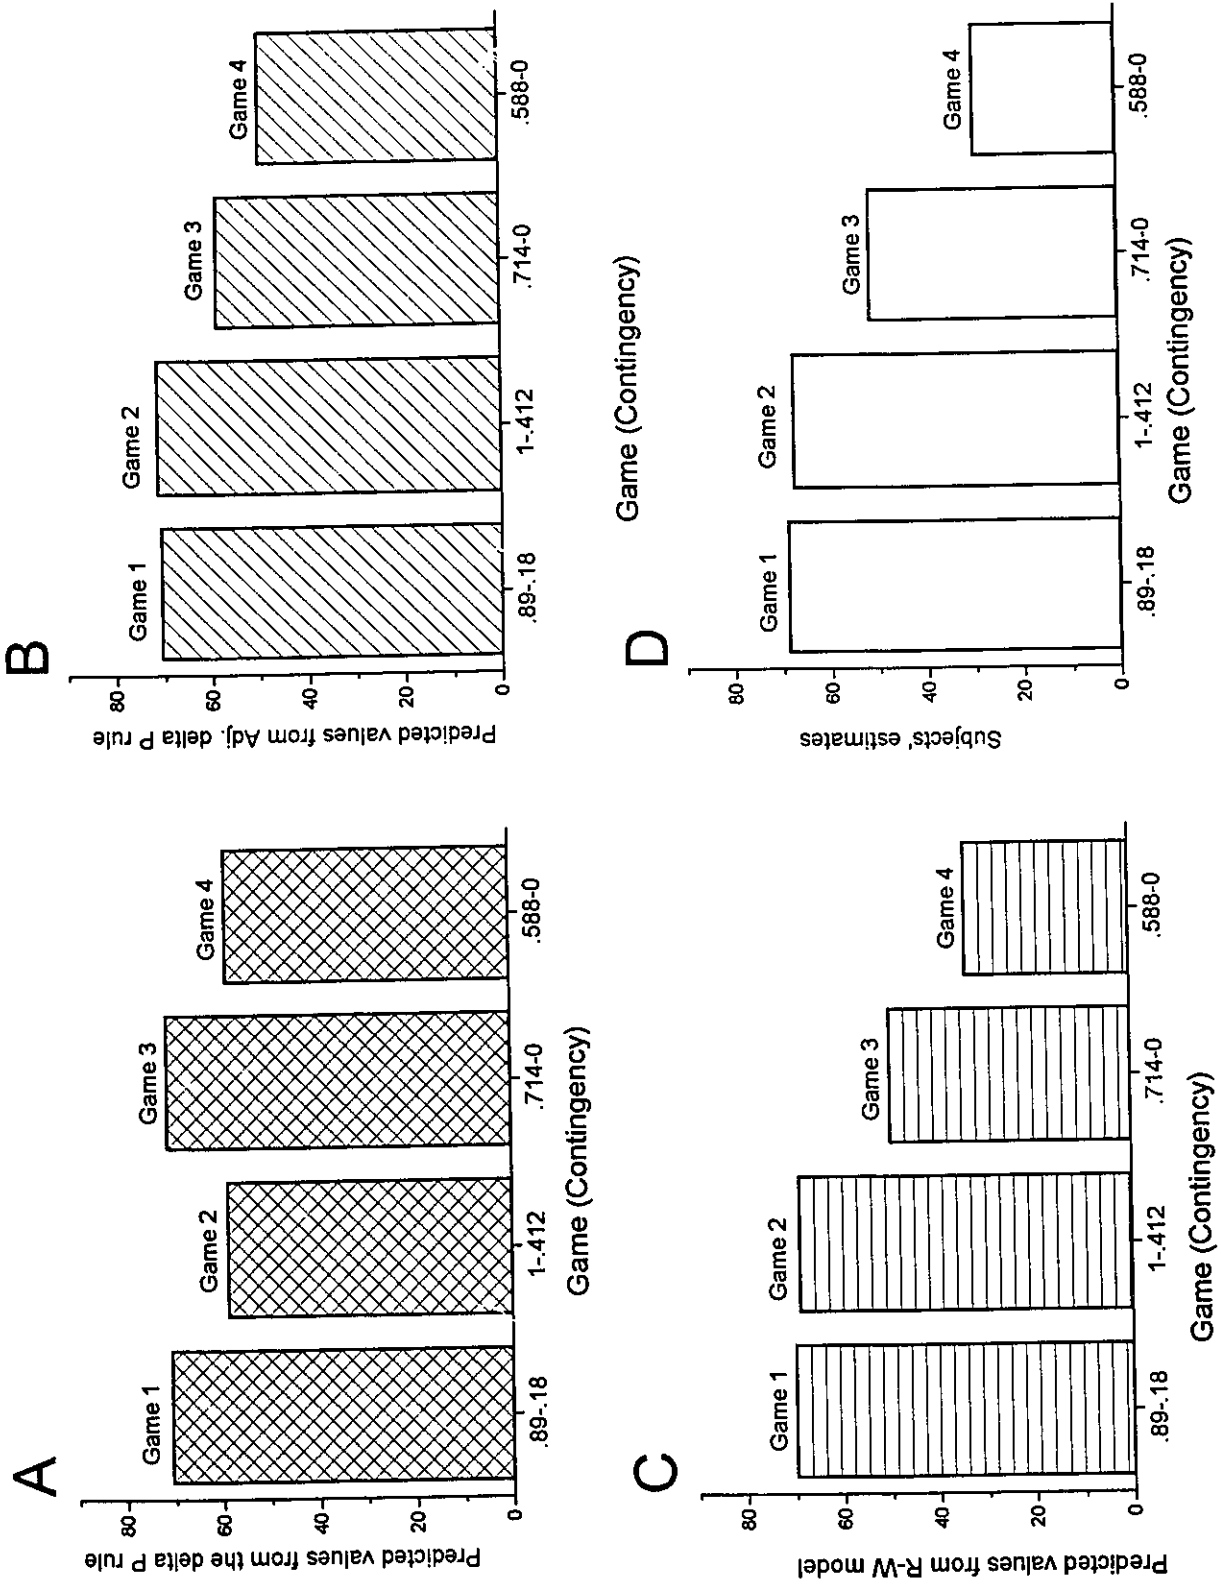 A
Predicted values from the delta P rule
80
60
40
20
0
Game 1
Game 2
Game 3
Game 4
.89-.18
1-.412
.714-0
.588-0
Game (Contingency)
B
Predicted values from Adj. delta P rule
80
60
40
20
0
Game 1
Game 2
Game 3
Game 4
.89-.18
1-.412
.714-0
.588-0
Game (Contingency)
C
Predicted values from R-W model
80
60
40
20
0
Game 1
Game 2
Game 3
Game 4
.89-.18
1-.412
.714-0
.588-0
Game (Contingency)
D
Subjects' estimates
80
60
40
20
0
Game 1
Game 2
Game 3
Game 4
.89-.18
1-.412
.714-0
.588-0
Game (Contingency)